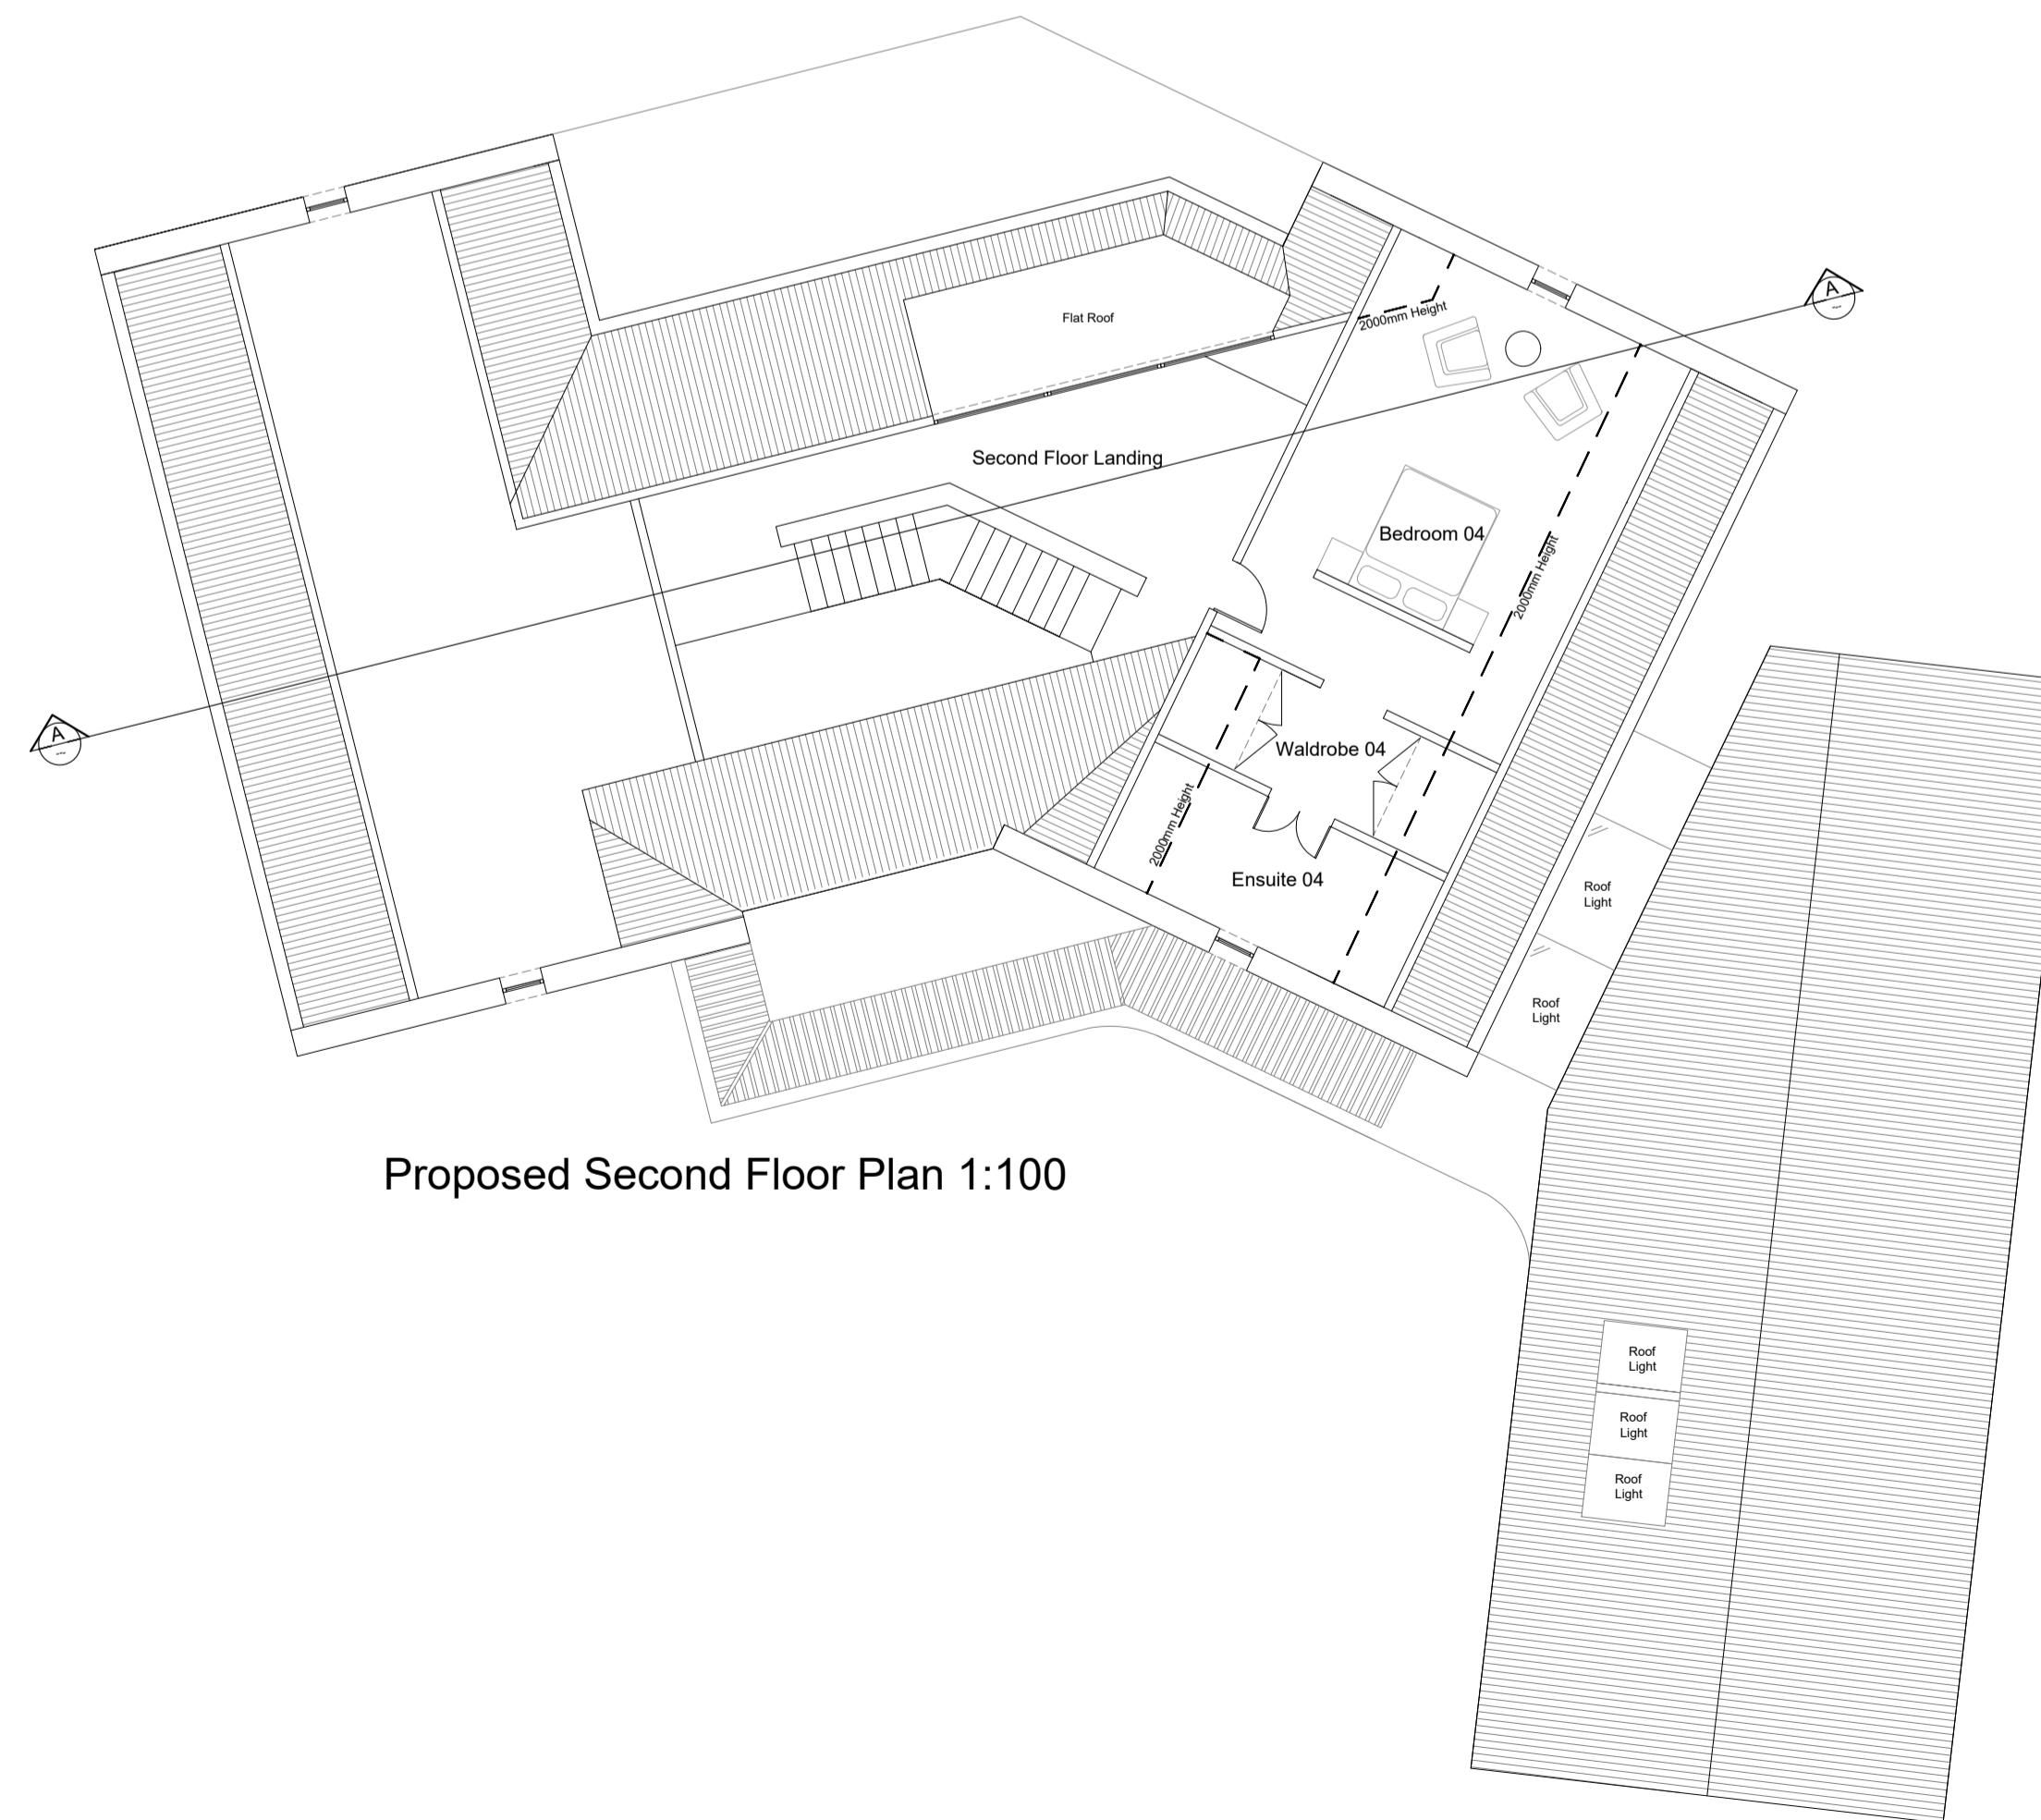 A
2000mm Height
Flat Roof
Second Floor Landing
Bedroom 04
2000mm Height
A
Waldrobe 04
2000mm Height
Ensuite 04
Roof
Light
Roof
Light
Proposed Second Floor Plan 1:100
Roof
Light
Roof
Light
Roof
Light